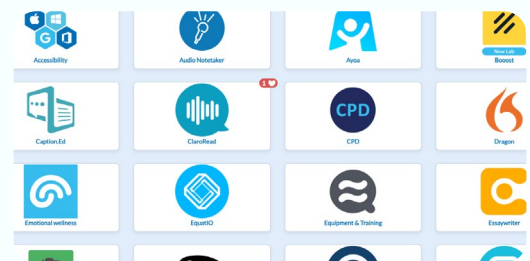 Accessibility
Audio Notetaker
Ayoa
New Lab
Booost
1
Caption.Ed
ClaroRead
CPD
CPD
Dragon
Emotional wellness
EquatIO
Equipment & Training
Essaywriter